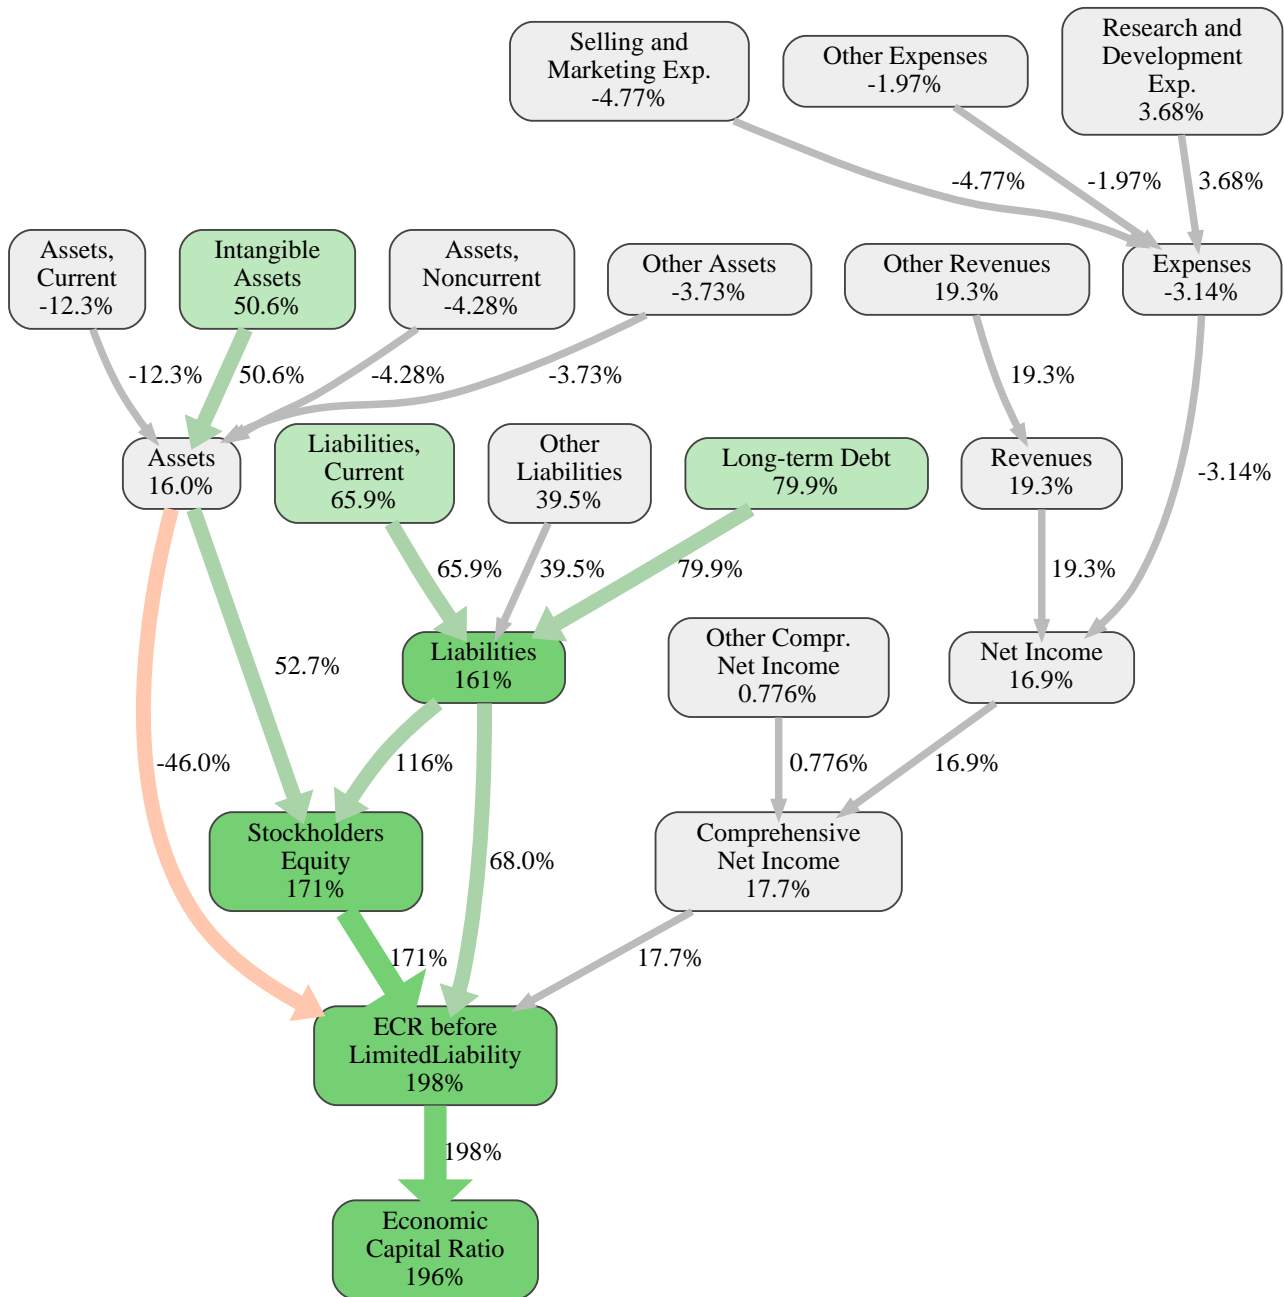 Selling and
Marketing Exp.
-4.77%
Other Expenses
-1.97%
Research and
Development
Exp.
3.68%
-4.77%
-1.97%
3.68%
Assets,
Current
-12.3%
Intangible
Assets
50.6%
Assets,
Noncurrent
-4.28%
Other Assets
-3.73%
Other Revenues
19.3%
Expenses
-3.14%
-12.3%
50.6%
-4.28%
-3.73%
19.3%
Assets
16.0%
Liabilities,
Current
65.9%
Other
Liabilities
39.5%
Long-term Debt
79.9%
Revenues
19.3%
-3.14%
65.9%
39.5%
79.9%
19.3%
52.7%
Liabilities
161%
Other Compr.
Net Income
0.776%
Net Income
16.9%
-46.0%
116%
0.776%
16.9%
Stockholders
Equity
171%
68.0%
Comprehensive
Net Income
17.7%
171%
17.7%
ECR before
LimitedLiability
198%
198%
Economic
Capital Ratio
196%